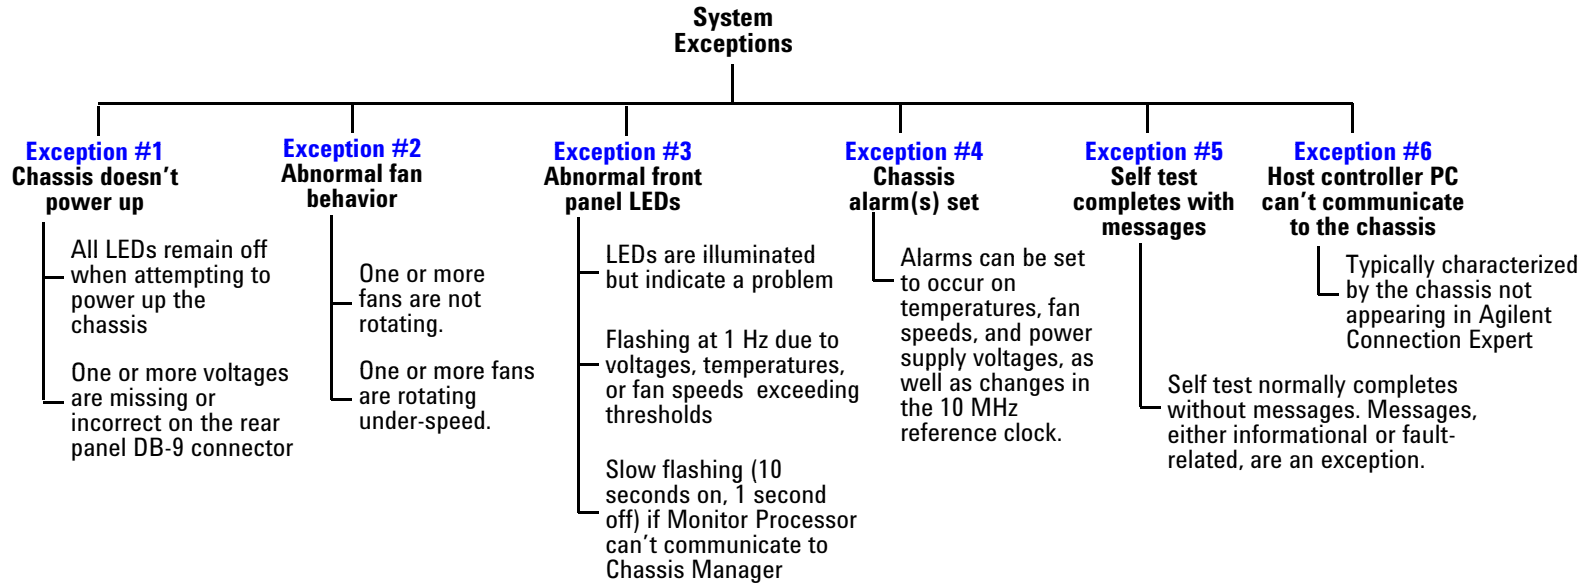 System
Exceptions
Exception #1
Chassis doesn't
power up
All LEDs remain off
when attempting to
power up the
chassis
One or more voltages
are missing or
incorrect on the rear
panel DB-9 connector
Exception #2
Abnormal fan
behavior
One or more
fans are not
rotating.
One or more fans
are rotating
under-speed.
Exception #3
Abnormal front
panel LEDs
LEDs are illuminated
but indicate a problem
Flashing at 1 Hz due to
voltages, temperatures,
or fan speeds  exceeding
thresholds
Slow flashing (10
seconds on, 1 second
off) if Monitor Processor
can't communicate to
Chassis Manager
Exception #4
Chassis
alarm(s) set
Alarms can be set
to occur on
temperatures, fan
speeds, and power
supply voltages, as
well as changes in
the 10 MHz
reference clock.
Exception #5
Self test
completes with
messages
Self test normally completes
without messages. Messages,
either informational or fault-
related, are an exception.
Exception #6
Host controller PC
can't communicate
to the chassis
Typically characterized
by the chassis not
appearing in Agilent
Connection Expert